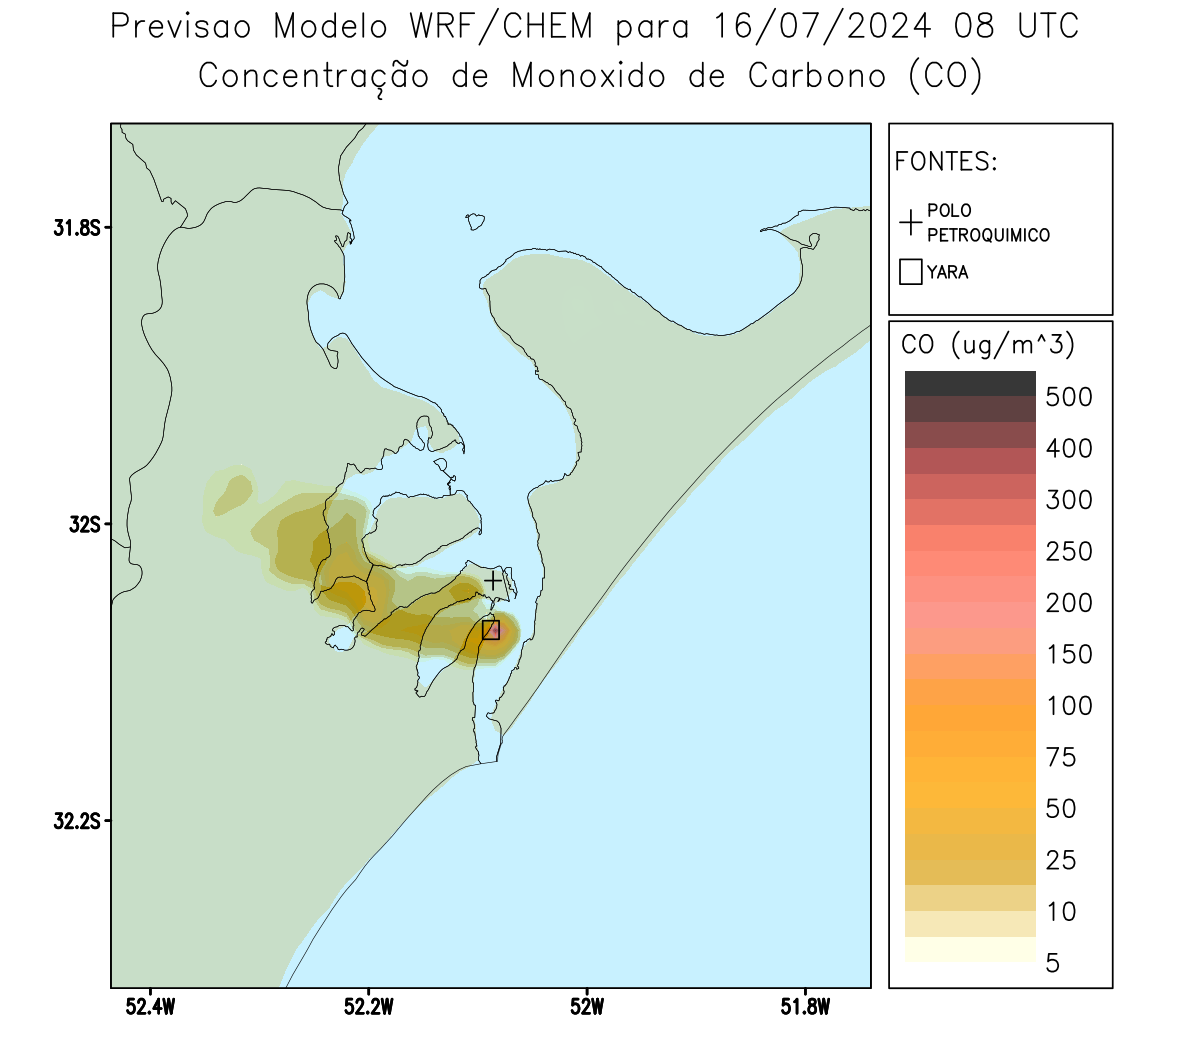 Previsao Modelo WRF/CHEM para 16/07/2024 08 UTC
Concentração de Monoxido de Carbono (CO)
FONTES:
POLO
PETROQUIMICO
YARA
CO (ug/m^3)
500
400
300
250
200
150
100
75
50
25
10
5
31.8S
32S
32.2S
52.4W
52.2W
52W
51.8W